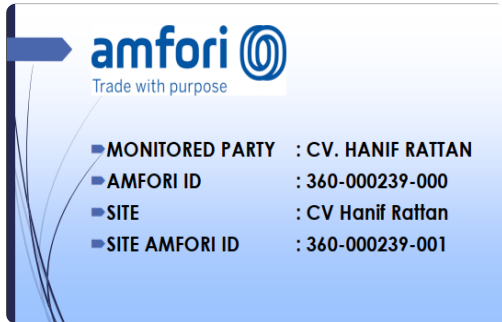 amfori
Trade with purpose
MONITORED PARTY : CV. HANIF RATTAN
AMFORI ID : 360-000239-000
SITE : CV Hanif Rattan
SITE AMFORI ID : 360-000239-001